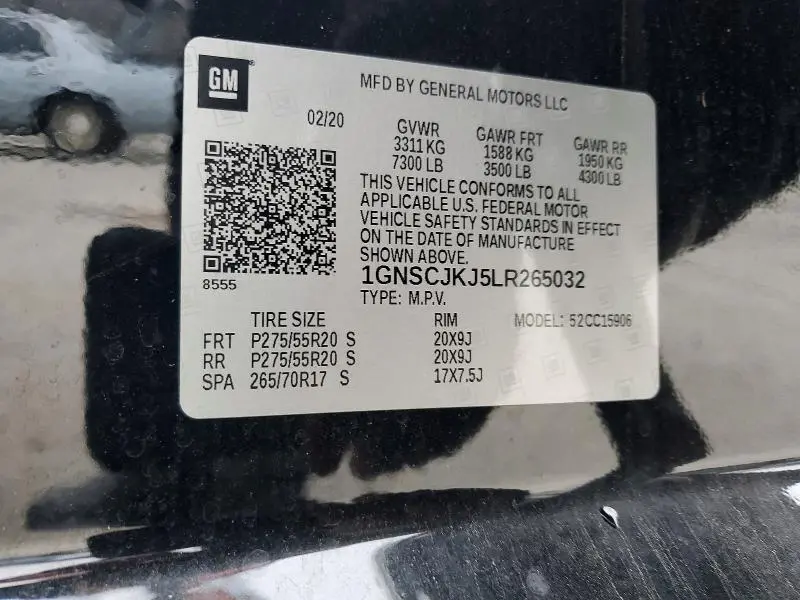 GM
MFD BY GENERAL MOTORS LLC
02/20
GVWR GAWR FRT GAWR RR
3311 KG 1588 KG 1950 KG
7300 LB 3500 LB 4300 LB
THIS VEHICLE CONFORMS TO ALL
APPLICABLE U.S. FEDERAL MOTOR
VEHICLE SAFETY STANDARDS IN EFFECT
ON THE DATE OF MANUFACTURE
SHOWN ABOVE.
8555
1GNSCJKJ5LR265032
TYPE: M.P.V.
TIRE SIZE RIM MODEL: 52CC15906
FRT P275/55R20 S 20X9J
RR P275/55R20 S 20X9J
SPA 265/70R17 S 17X7.5J